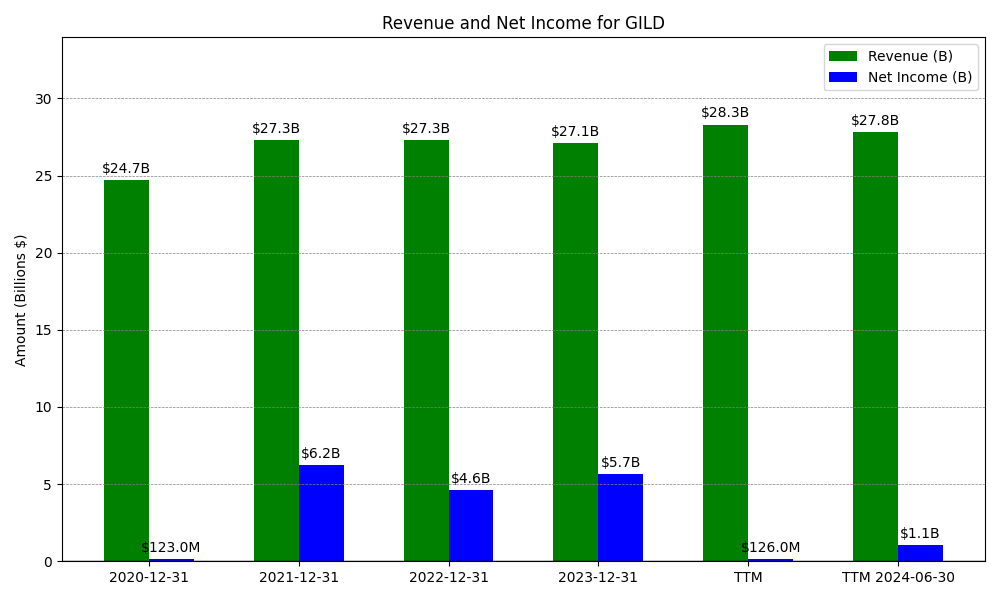 Revenue and Net Income for GILD
Revenue (B)
Net Income (B)
Amount (Billions $)
30
25
20
15
10
5
0
$24.7B
$123.0M
$27.3B
$6.2B
$27.3B
$4.6B
$27.1B
$5.7B
$28.3B
$126.0M
$27.8B
$1.1B
2020-12-31
2021-12-31
2022-12-31
2023-12-31
TTM
TTM 2024-06-30